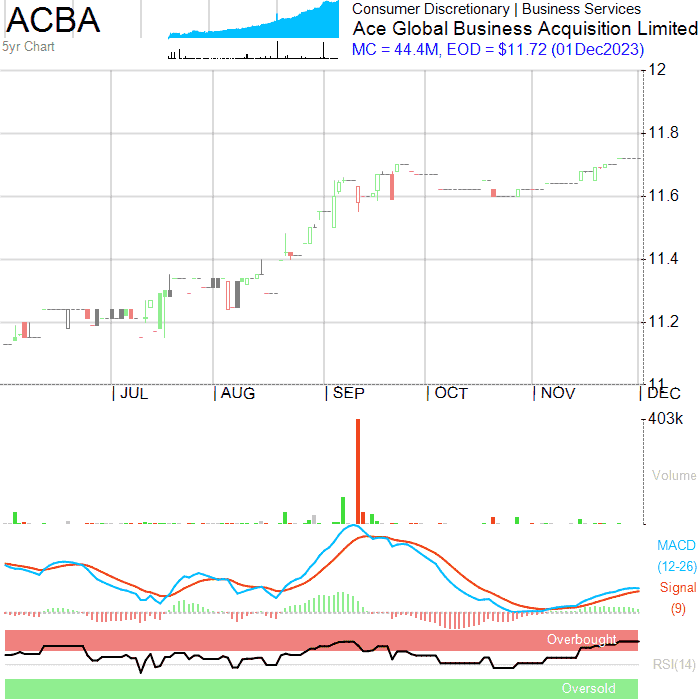 ACBA
5yr Chart
Consumer Discretionary | Business Services
Ace Global Business Acquisition Limited
MC = 44.4M, EOD = $11.72 (01Dec2023)
12
11.8
11.6
11.4
11.2
11
| JUL | AUG | SEP | OCT | NOV | DEC
403k
Volume
MACD
(12-26)
Signal
(9)
Overbought
RSI(14)
Oversold